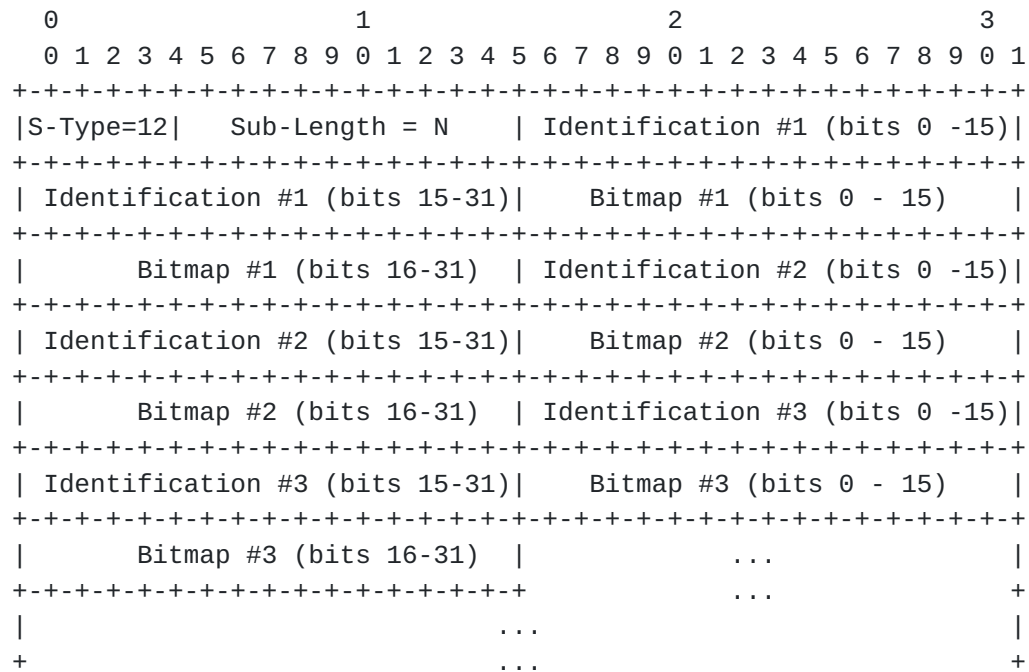 0                   1                   2                   3
 0 1 2 3 4 5 6 7 8 9 0 1 2 3 4 5 6 7 8 9 0 1 2 3 4 5 6 7 8 9 0 1
+-+-+-+-+-+-+-+-+-+-+-+-+-+-+-+-+-+-+-+-+-+-+-+-+-+-+-+-+-+-+-+-+
|S-Type=12|   Sub-Length = N    | Identification #1 (bits 0 -15)|
+-+-+-+-+-+-+-+-+-+-+-+-+-+-+-+-+-+-+-+-+-+-+-+-+-+-+-+-+-+-+-+-+
| Identification #1 (bits 15-31)|    Bitmap #1 (bits 0 - 15)    |
+-+-+-+-+-+-+-+-+-+-+-+-+-+-+-+-+-+-+-+-+-+-+-+-+-+-+-+-+-+-+-+-+
|       Bitmap #1 (bits 16-31)  | Identification #2 (bits 0 -15)|
+-+-+-+-+-+-+-+-+-+-+-+-+-+-+-+-+-+-+-+-+-+-+-+-+-+-+-+-+-+-+-+-+
| Identification #2 (bits 15-31)|    Bitmap #2 (bits 0 - 15)    |
+-+-+-+-+-+-+-+-+-+-+-+-+-+-+-+-+-+-+-+-+-+-+-+-+-+-+-+-+-+-+-+-+
|       Bitmap #2 (bits 16-31)  | Identification #3 (bits 0 -15)|
+-+-+-+-+-+-+-+-+-+-+-+-+-+-+-+-+-+-+-+-+-+-+-+-+-+-+-+-+-+-+-+-+
| Identification #3 (bits 15-31)|    Bitmap #3 (bits 0 - 15)    |
+-+-+-+-+-+-+-+-+-+-+-+-+-+-+-+-+-+-+-+-+-+-+-+-+-+-+-+-+-+-+-+-+
|       Bitmap #3 (bits 16-31)  |             ...               |
+-+-+-+-+-+-+-+-+-+-+-+-+-+-+-+-+             ...               +
|                              ...                              |
+                              ...                              +